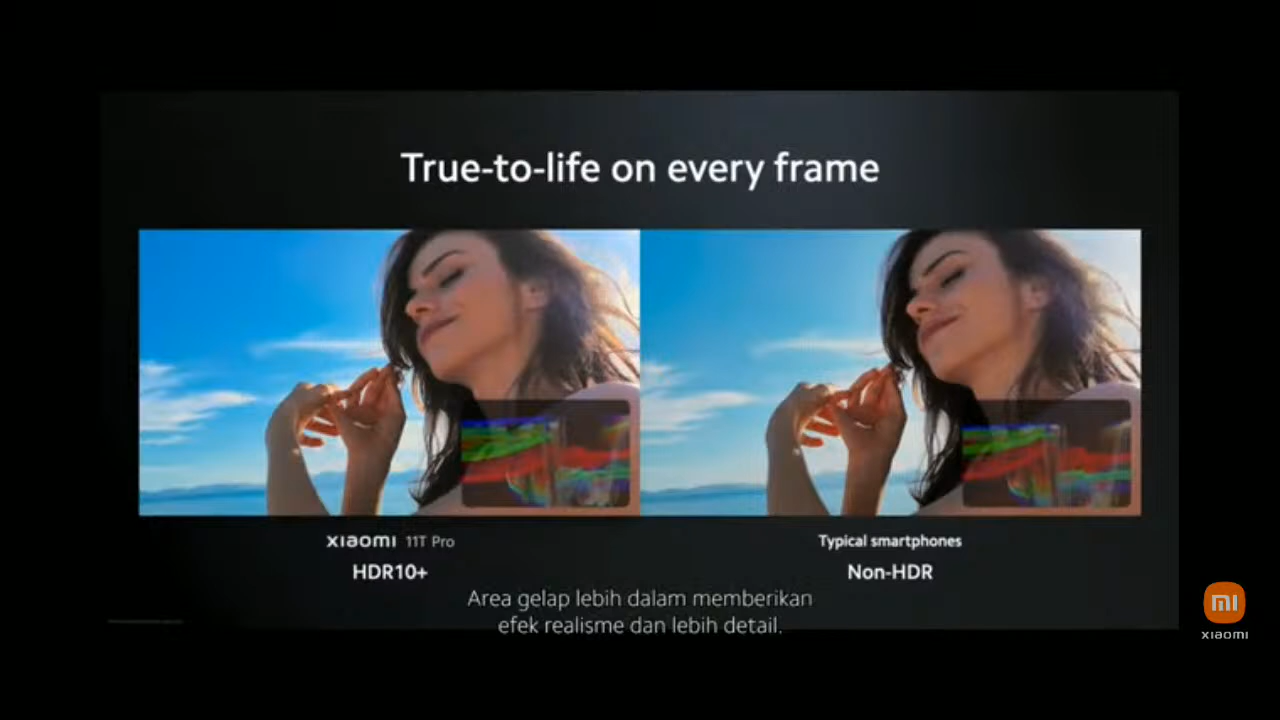 True-to-life on every frame
xiaomi 11T Pro
Typical smartphones
HDR10+
Non-HDR
Area gelap lebih dalam memberikan
efek realisme dan lebih detail.
mi
xiaomi